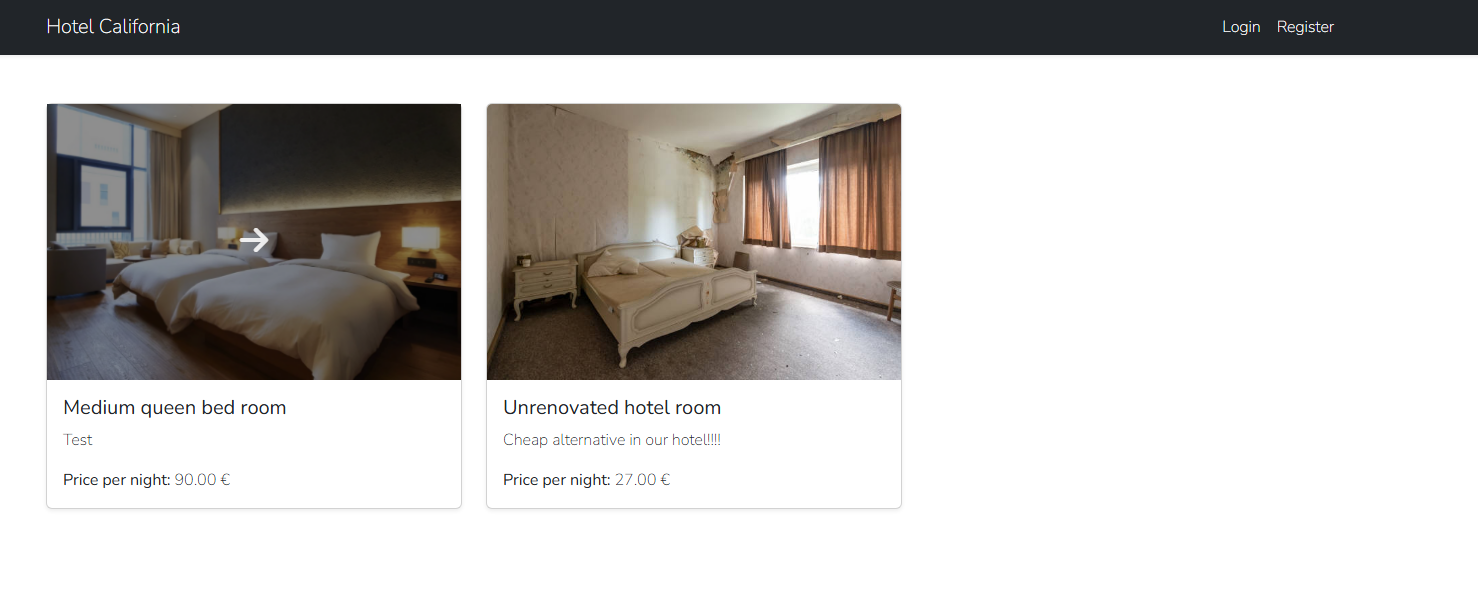 Hotel California
Login Register
Medium queen bed room
Test
Price per night: 90.00 €
Unrenovated hotel room
Cheap alternative in our hotel!!!!
Price per night: 27.00 €